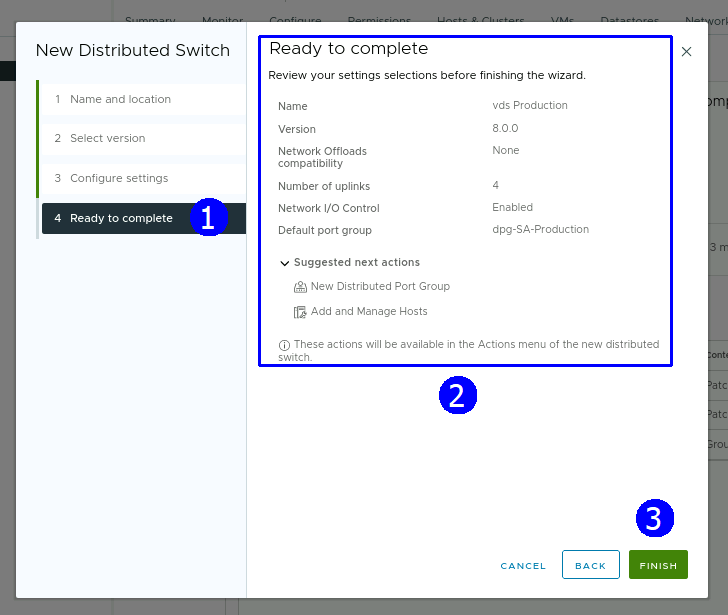 Summary Monitor Configure Permissions Hosts & Clusters VMs Datastores
New Distributed Switch
1 Name and location
2 Select version
3 Configure settings
4 Ready to complete
1
Ready to complete
Review your settings selections before finishing the wizard.
Name vds Production
Version 8.0.0
Network Offloads
compatibility
None
Number of uplinks 4
Network I/O Control Enabled
Default port group dpg-SA-Production
Suggested next actions
New Distributed Port Group
Add and Manage Hosts
These actions will be available in the Actions menu of the new distributed
switch.
2
3
CANCEL BACK FINISH
3 m
Patc
Patc
Grou